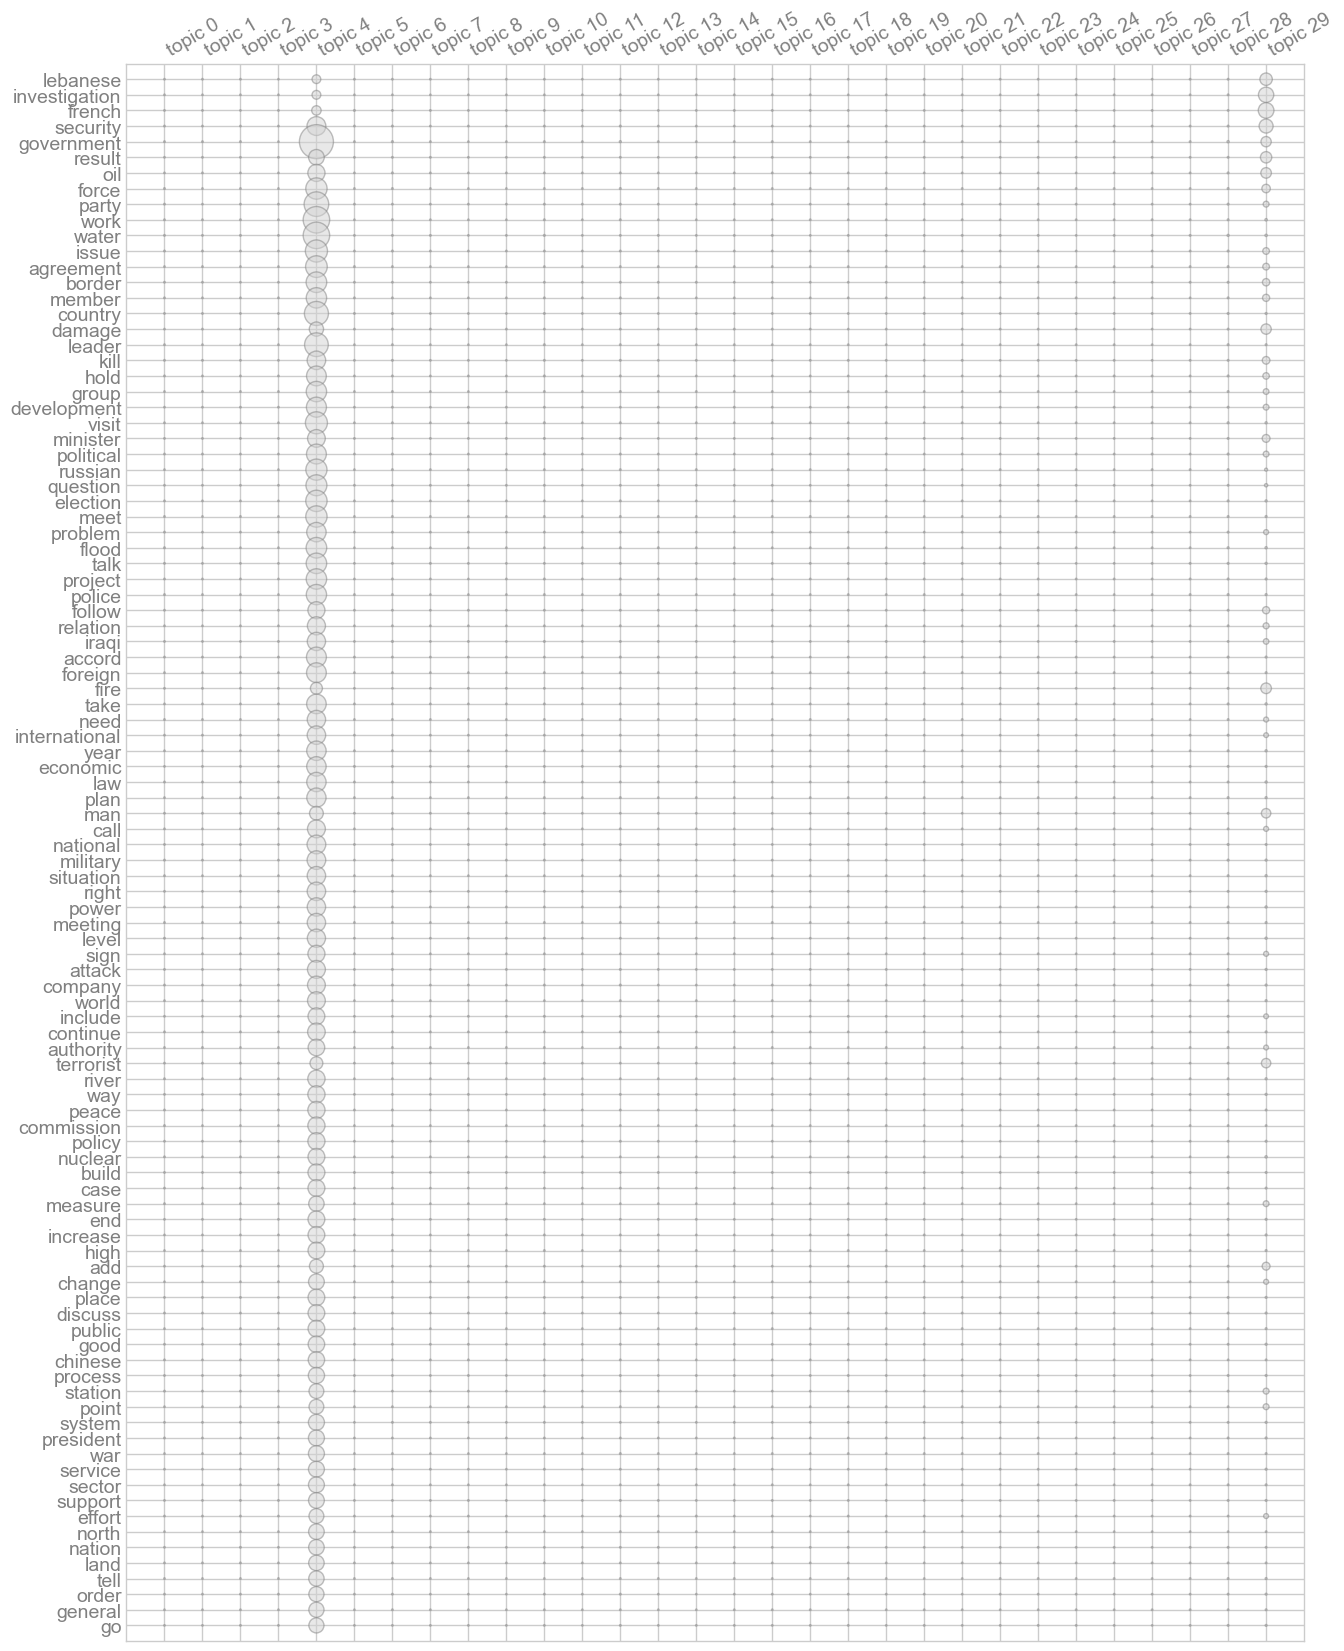 topic 0 topic 1 topic 2 topic 3 topic 4 topic 5 topic 6 topic 7 topic 8 topic 9 topic 10 topic 11 topic 12 topic 13 topic 14 topic 15 topic 16 topic 17 topic 18 topic 19 topic 20 topic 21 topic 22 topic 23 topic 24 topic 25 topic 26 topic 27 topic 28 topic 29
lebanese
investigation
french
security
government
result
oil
force
party
work
water
issue
agreement
border
member
country
damage
leader
kill
hold
group
development
visit
minister
political
russian
question
election
meet
problem
flood
talk
project
police
follow
relation
iraqi
accord
foreign
fire
take
need
international
year
economic
law
plan
man
call
national
military
situation
right
power
meeting
level
sign
attack
company
world
include
continue
authority
terrorist
river
way
peace
commission
policy
nuclear
build
case
measure
end
increase
high
add
change
place
discuss
public
good
chinese
process
station
point
system
president
war
service
sector
support
effort
north
nation
land
tell
order
general
go